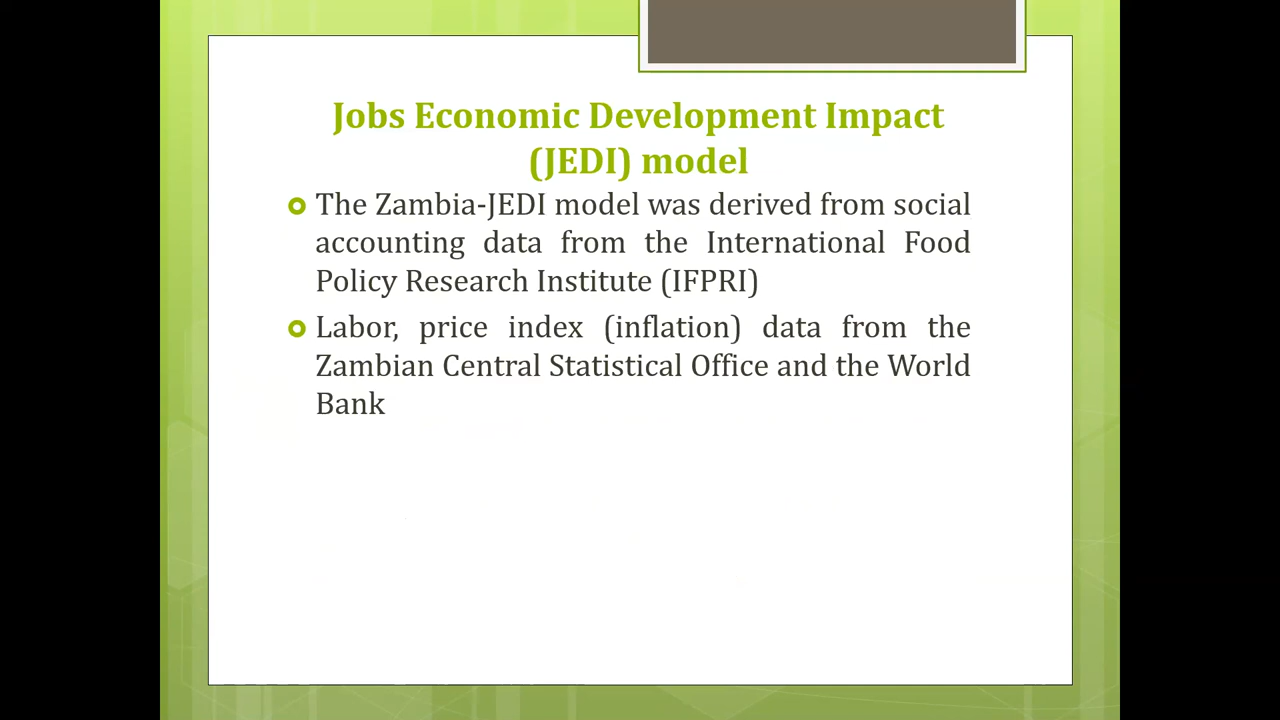 Jobs Economic Development Impact
(JEDI) model
The Zambia-JEDI model was derived from social
accounting data from the International Food
Policy Research Institute (IFPRI)
Labor, price index (inflation) data from the
Zambian Central Statistical Office and the World
Bank